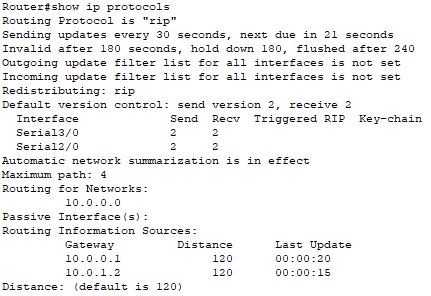 Router#show ip protocols
Routing Protocol is "rip"
Sending updates every 30 seconds, next due in 21 seconds
Invalid after 180 seconds, hold down 180, flushed after 240
Outgoing update filter list for all interfaces is not set
Incoming update filter list for all interfaces is not set
Redistributing: rip
Default version control: send version 2, receive 2
  Interface             Send  Recv  Triggered RIP  Key-chain
  Serial3/0             2     2
  Serial2/0             2     2
Automatic network summarization is in effect
Maximum path: 4
Routing for Networks:
         10.0.0.0
Passive Interface(s):
Routing Information Sources:
         Gateway         Distance      Last Update
         10.0.0.1             120      00:00:20
         10.0.1.2             120      00:00:15
Distance: (default is 120)